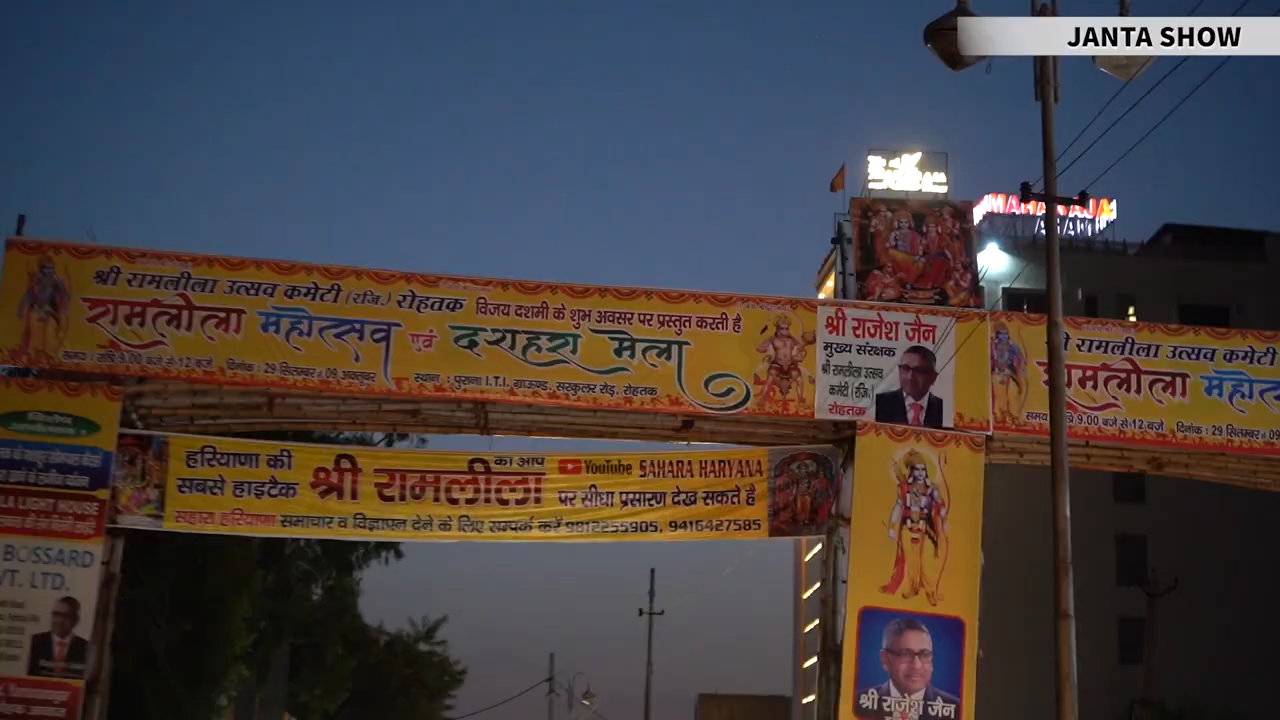 JANTA SHOW
MAHARAJA
श्री रामलीला उत्सव कमेटी (रजि.) रोहतक विजय दशमी के शुभ अवसर पर प्रस्तुत करती है
रामलीला महोत्सव एवं दशहरा मेला
समय : रात्रि 9.00 बजे से 12 बजे दिनांक : 29 सितम्बर से 09 अक्तूबर
स्थान : पुराना I.T.I. ग्राऊण्ड, सरकुलर रोड़, रोहतक
श्री राजेश जैन
मुख्य संरक्षक
श्री रामलीला उत्सव
कमेटी (रजि.)
रोहतक
रामलीला उत्सव कमेटी
रामलीला
समय 9.00 बजे से 12 बजे दिनांक : 29 सितम्बर से 09
हरियाणा की
सबसे हाइटैक
श्री रामलीला
का आप
YouTube SAHARA HARYANA
पर सीधा प्रसारण देख सकते है
सहारा हरियाणा समाचार व विज्ञापन देने के लिए सम्पर्क करें 9812255905, 9416427585
LIGHT HOUSE
BOSSARD
VT. LTD.
श्री राजेश जैन